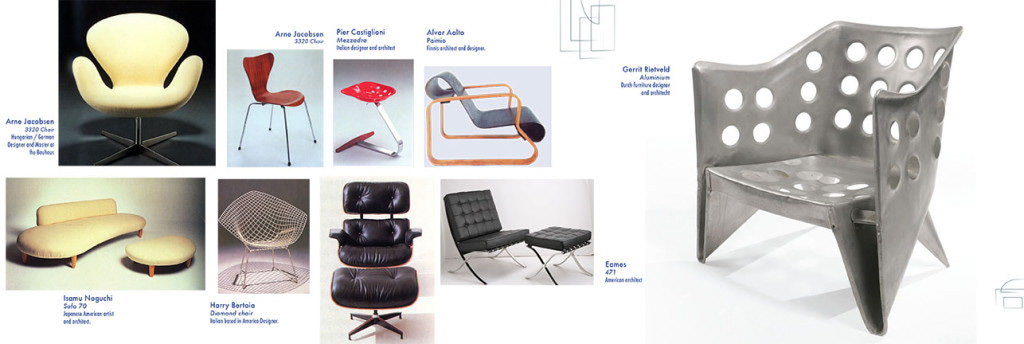 Arne Jacobsen
3320 Chair
Hungarian / German
Designer and Master at
the Bauhaus
Arne Jacobsen
3320 Chair
Pier Castiglioni
Mezzadro
Italian designer and architect
Alvar Aalto
Paimio
Finnis architect and designer.
Gerrit Rietveld
Aluminium
Dutch furniture designer
and architecht
Isamu Noguchi
Sofa 70
Japanese American artist
and architect.
Harry Bertoia
Diamond chair
Italian based in America Designer.
Eames
471
American architect